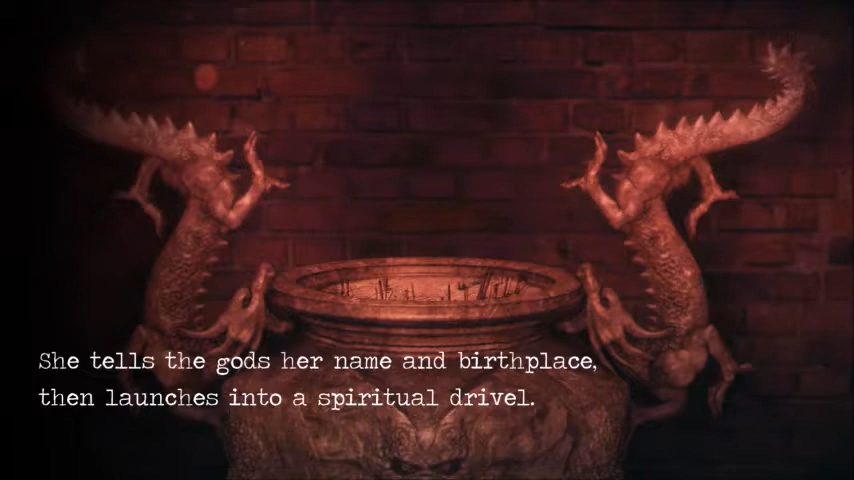 She tells the gods her name and birthplace,
then launches into a spiritual drivel.